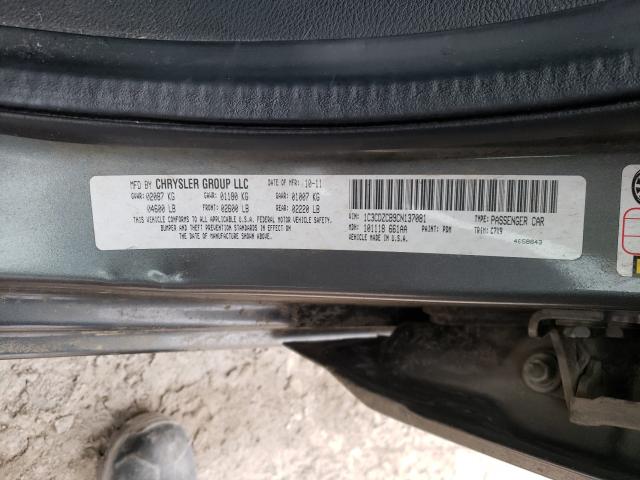 MFD BY CHRYSLER GROUP LLC DATE OF MFR 10-11
GVWR: 02087 KG GAWR: 01180 KG GAWR: 01007 KG
04600 LB FRONT: 02600 LB REAR: 02220 LB
THIS VEHICLE CONFORMS TO ALL APPLICABLE U.S.A. FEDERAL MOTOR VEHICLE SAFETY,
BUMPER AND THEFT PREVENTION STANDARDS IN EFFECT ON
THE DATE OF MANUFACTURE SHOWN ABOVE.
VIN: 1C3CDZCB9CN137081 TYPE: PASSENGER CAR
MDH: 101118 661AA PAINT: PDM TRIM: C7X9
VEHICLE MADE IN U.S.A. 4658643